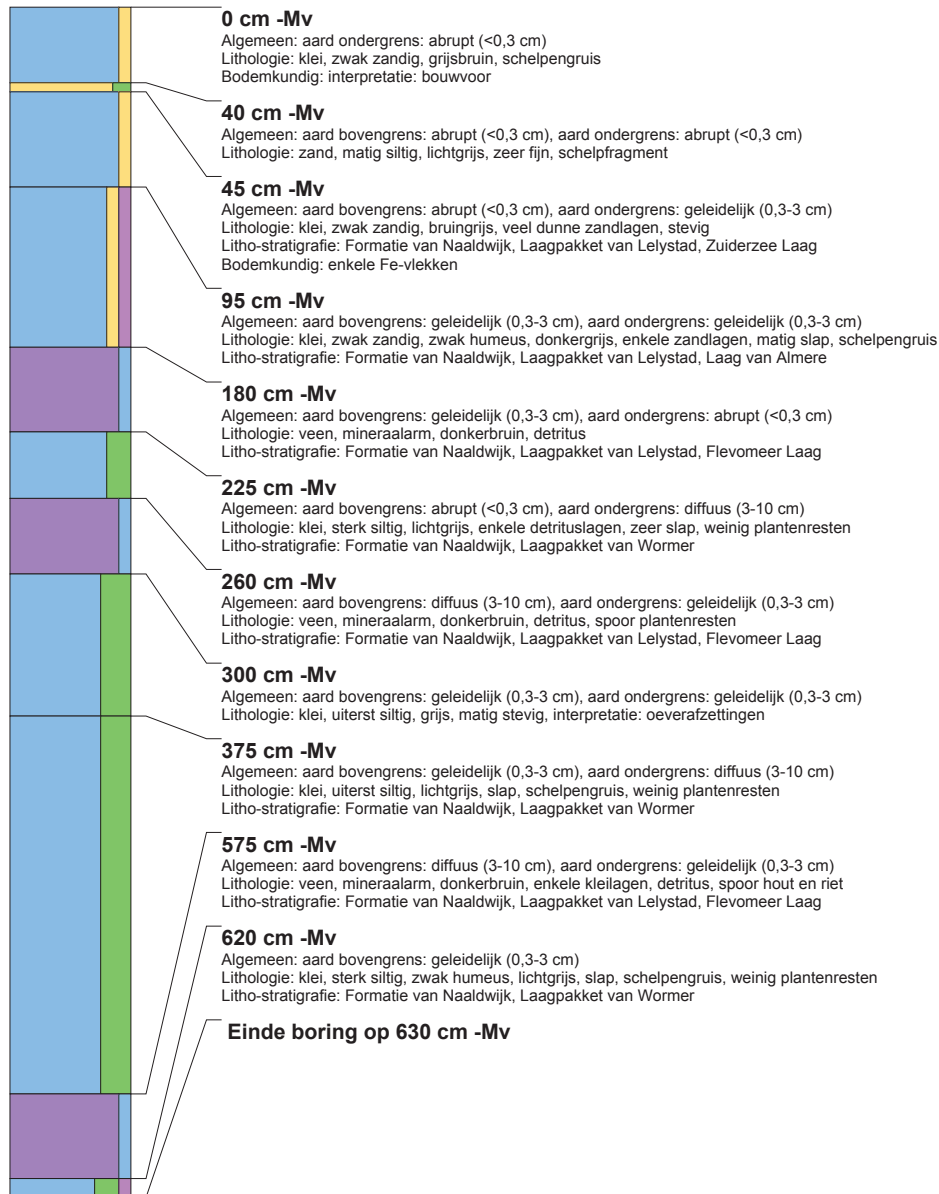 0 cm -Mv
Algemeen: aard ondergrens: abrupt (<0,3 cm)
Lithologie: klei, zwak zandig, grijsbruin, schelpengruis
Bodemkundig: interpretatie: bouwvoor
40 cm -Mv
Algemeen: aard bovengrens: abrupt (<0,3 cm), aard ondergrens: abrupt (<0,3 cm)
Lithologie: zand, matig siltig, lichtgrijs, zeer fijn, schelpfragment
45 cm -Mv
Algemeen: aard bovengrens: abrupt (<0,3 cm), aard ondergrens: geleidelijk (0,3-3 cm)
Lithologie: klei, zwak zandig, bruingrijs, veel dunne zandlagen, stevig
Litho-stratigrafie: Formatie van Naaldwijk, Laagpakket van Lelystad, Zuiderzee Laag
Bodemkundig: enkele Fe-vlekken
95 cm -Mv
Algemeen: aard bovengrens: geleidelijk (0,3-3 cm), aard ondergrens: geleidelijk (0,3-3 cm)
Lithologie: klei, zwak zandig, zwak humeus, donkergrijs, enkele zandlagen, matig slap, schelpengruis
Litho-stratigrafie: Formatie van Naaldwijk, Laagpakket van Lelystad, Laag van Almere
180 cm -Mv
Algemeen: aard bovengrens: geleidelijk (0,3-3 cm), aard ondergrens: abrupt (<0,3 cm)
Lithologie: veen, mineraalarm, donkerbruin, detritus
Litho-stratigrafie: Formatie van Naaldwijk, Laagpakket van Lelystad, Flevomeer Laag
225 cm -Mv
Algemeen: aard bovengrens: abrupt (<0,3 cm), aard ondergrens: diffuus (3-10 cm)
Lithologie: klei, sterk siltig, lichtgrijs, enkele detrituslagen, zeer slap, weinig plantenresten
Litho-stratigrafie: Formatie van Naaldwijk, Laagpakket van Wormer
260 cm -Mv
Algemeen: aard bovengrens: diffuus (3-10 cm), aard ondergrens: geleidelijk (0,3-3 cm)
Lithologie: veen, mineraalarm, donkerbruin, detritus, spoor plantenresten
Litho-stratigrafie: Formatie van Naaldwijk, Laagpakket van Lelystad, Flevomeer Laag
300 cm -Mv
Algemeen: aard bovengrens: geleidelijk (0,3-3 cm), aard ondergrens: geleidelijk (0,3-3 cm)
Lithologie: klei, uiterst siltig, grijs, matig stevig, interpretatie: oeverafzettingen
375 cm -Mv
Algemeen: aard bovengrens: geleidelijk (0,3-3 cm), aard ondergrens: diffuus (3-10 cm)
Lithologie: klei, uiterst siltig, lichtgrijs, slap, schelpengruis, weinig plantenresten
Litho-stratigrafie: Formatie van Naaldwijk, Laagpakket van Wormer
575 cm -Mv
Algemeen: aard bovengrens: diffuus (3-10 cm), aard ondergrens: geleidelijk (0,3-3 cm)
Lithologie: veen, mineraalarm, donkerbruin, enkele kleilagen, detritus, spoor hout en riet
Litho-stratigrafie: Formatie van Naaldwijk, Laagpakket van Lelystad, Flevomeer Laag
620 cm -Mv
Algemeen: aard bovengrens: geleidelijk (0,3-3 cm)
Lithologie: klei, sterk siltig, zwak humeus, lichtgrijs, slap, schelpengruis, weinig plantenresten
Litho-stratigrafie: Formatie van Naaldwijk, Laagpakket van Wormer
Einde boring op 630 cm -Mv